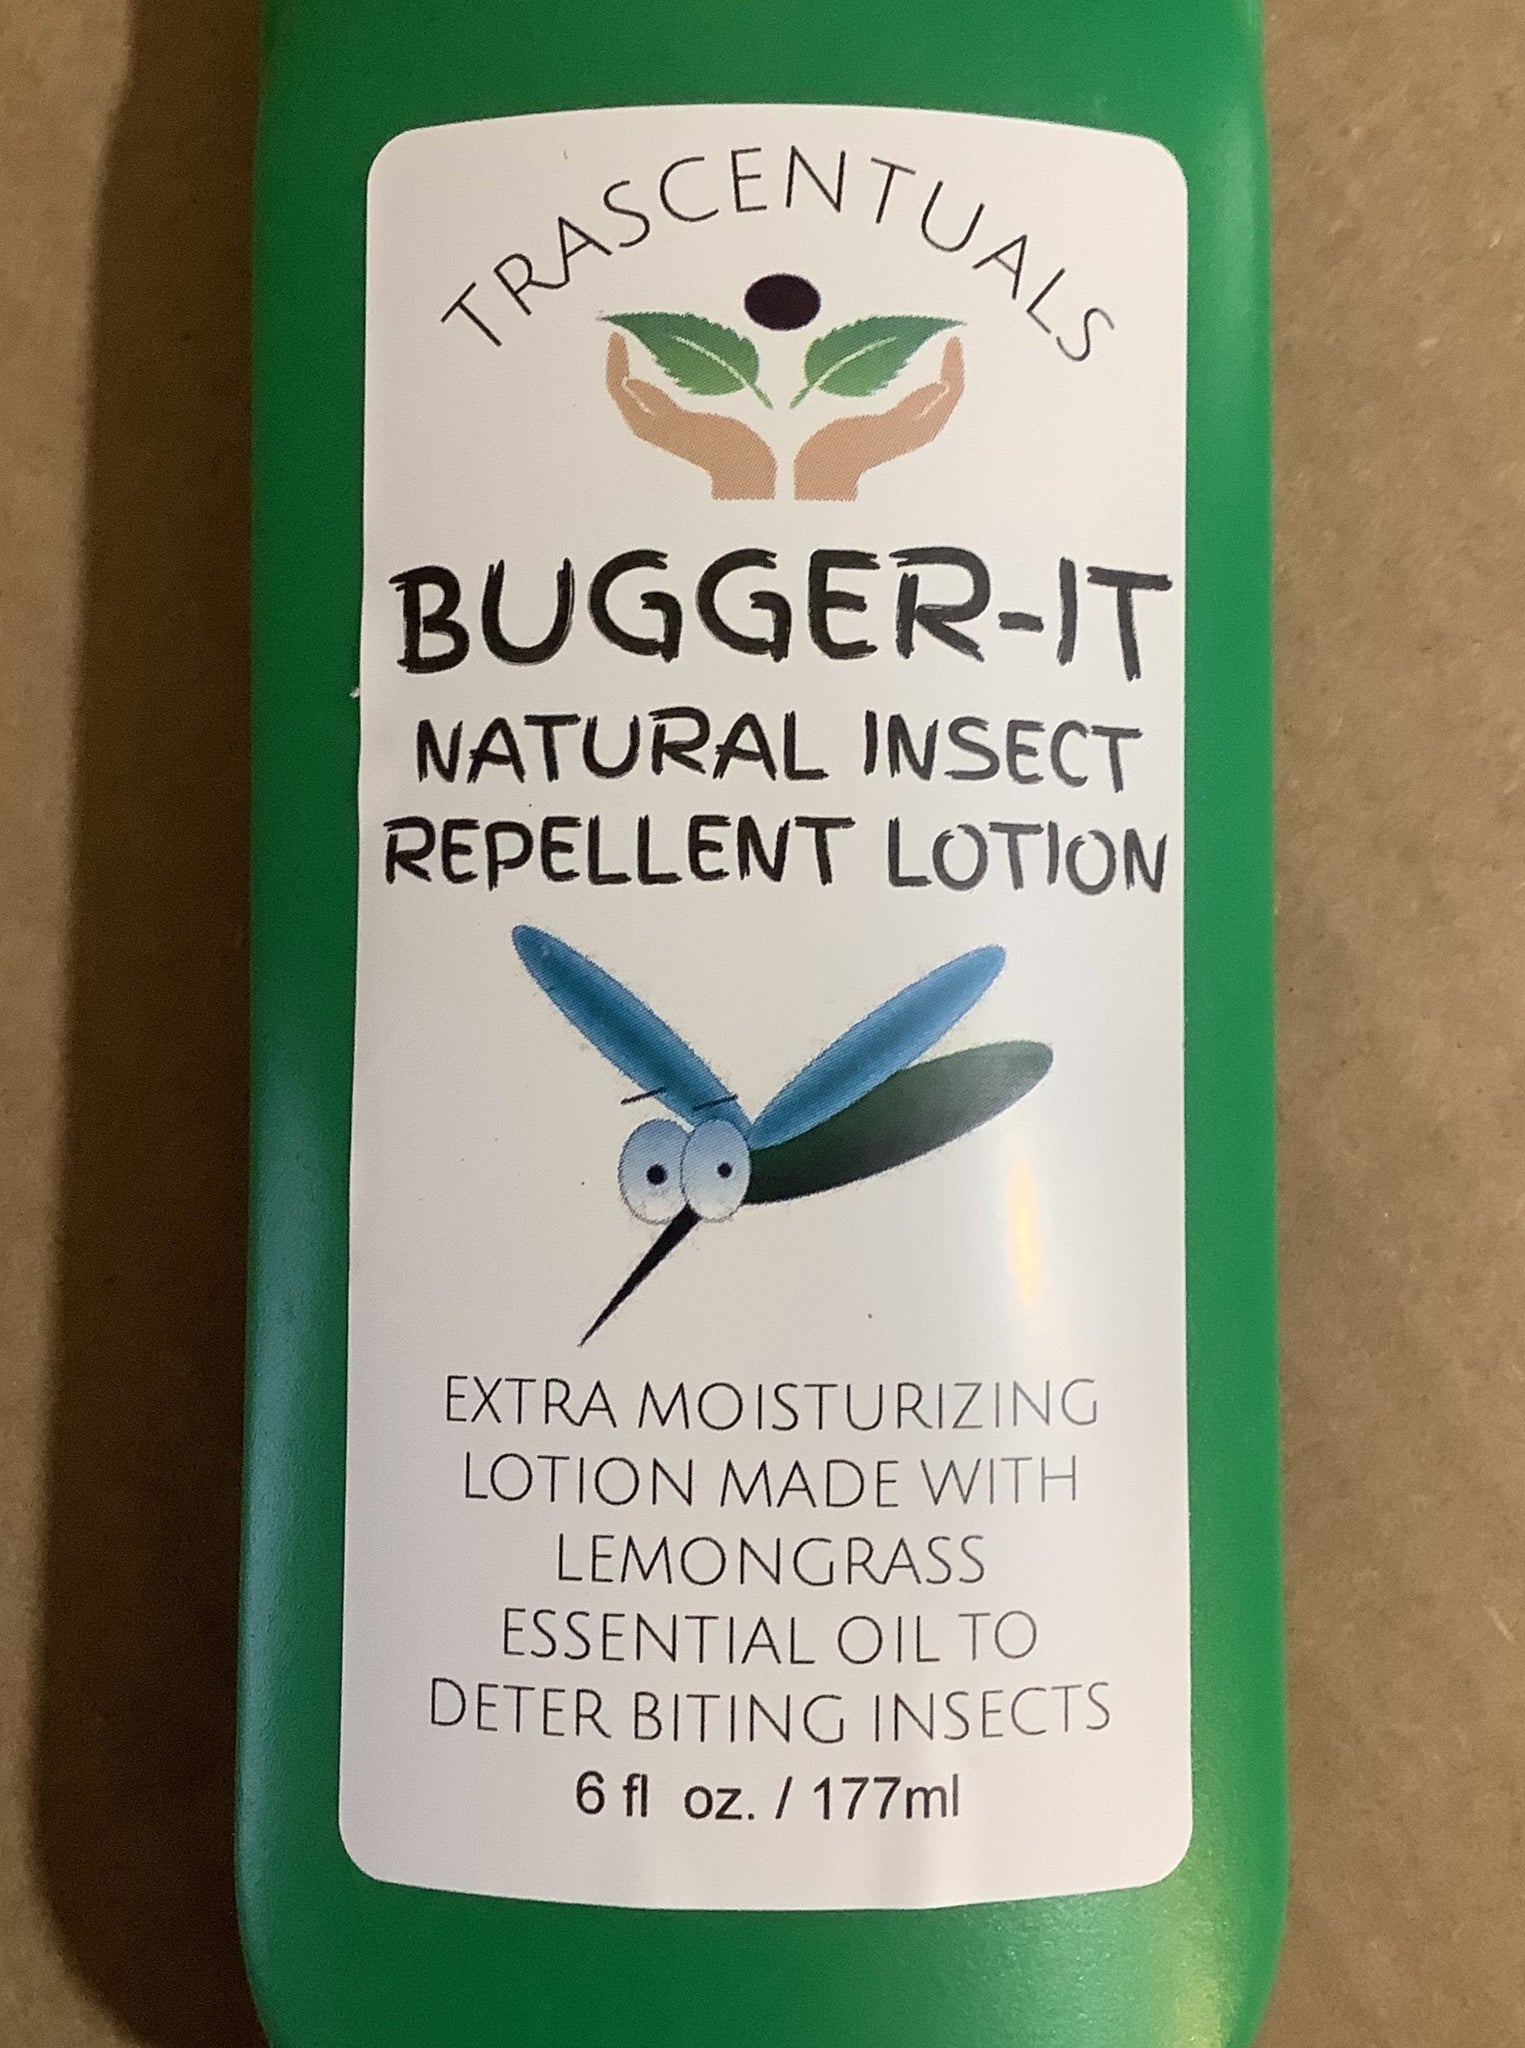 TRASCENTUALS
BUGGER-IT
NATURAL INSECT
REPELLENT LOTION
EXTRA MOISTURIZING
LOTION MADE WITH
LEMONGRASS
ESSENTIAL OIL TO
DETER BITING INSECTS
6 fl oz. / 177ml